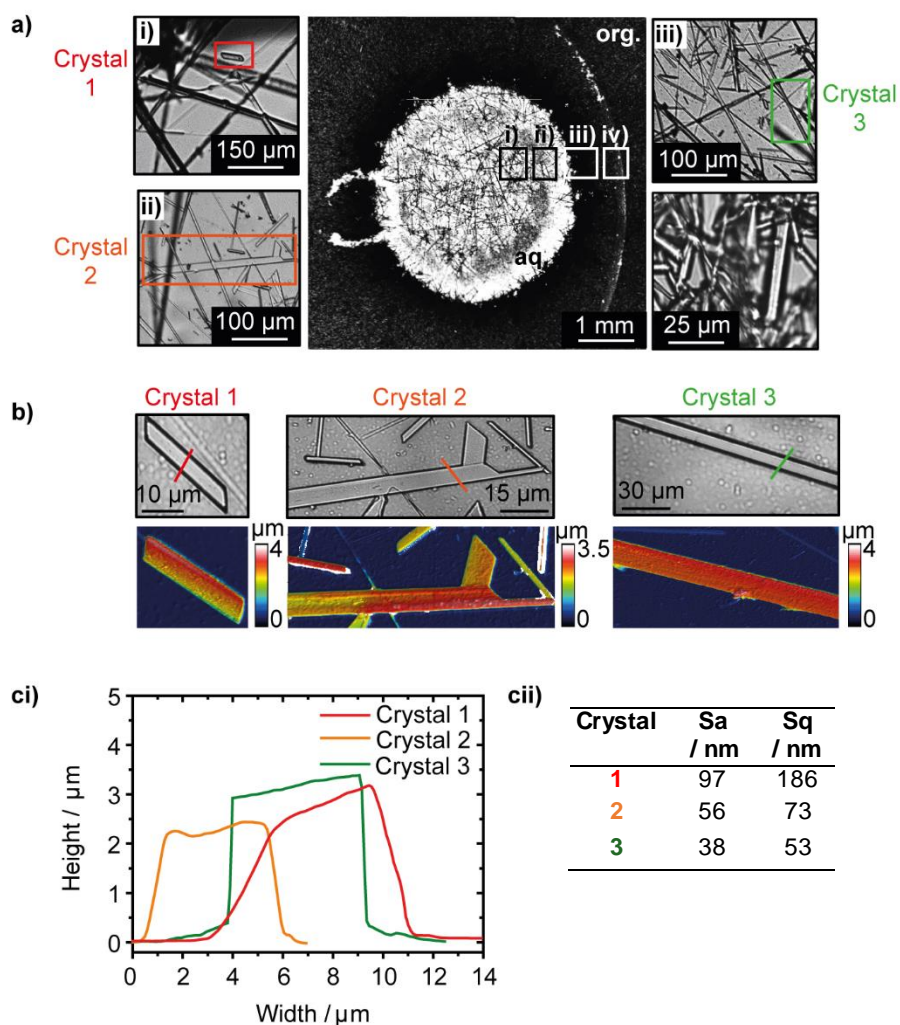 a)
i)
Crystal
1
150 µm
ii)
Crystal
2
100 µm
org.
i)
ii)
iii)
iv)
aq.
1 mm
iii)
Crystal
3
100 µm
25 µm
b)
Crystal 1
Crystal 2
Crystal 3
10 µm
15 µm
30 µm
µm
4
0
µm
3.5
0
µm
4
0
ci)
5
4
3
2
1
0
Height / µm
Crystal 1
Crystal 2
Crystal 3
0 2 4 6 8 10 12 14
Width / µm
cii)
Crystal Sa / nm Sq / nm
1 97 186
2 56 73
3 38 53